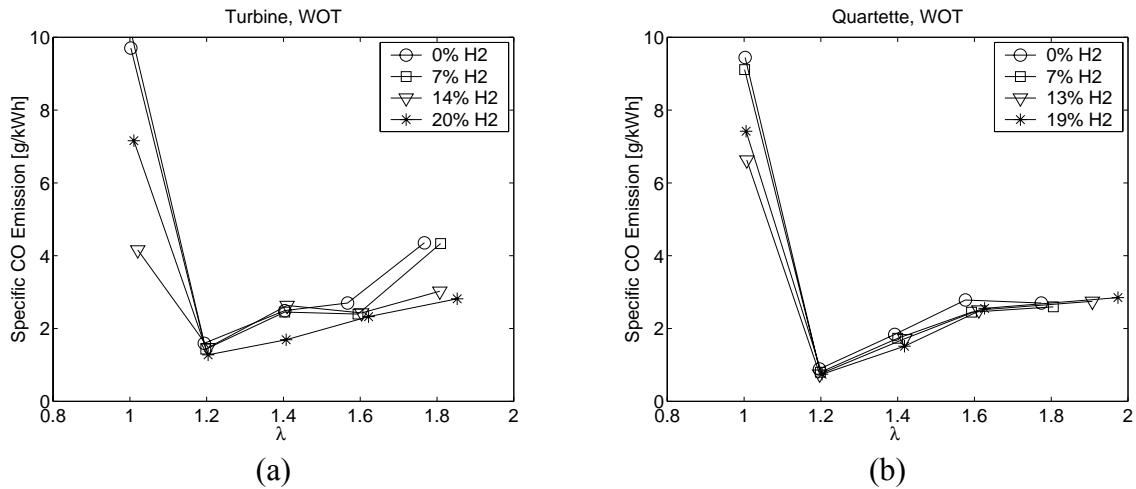 Turbine, WOT
10
8
6
4
2
0
0.8
1
1.2
1.4
1.6
1.8
2
Specific CO Emission [g/kWh]
λ
0% H2
7% H2
14% H2
20% H2
(a)
Quartette, WOT
10
8
6
4
2
0
0.8
1
1.2
1.4
1.6
1.8
2
Specific CO Emission [g/kWh]
λ
0% H2
7% H2
13% H2
19% H2
(b)